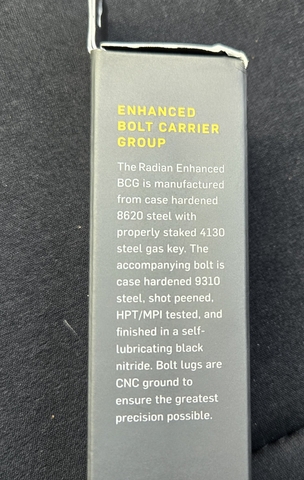 ENHANCED
BOLT CARRIER
GROUP
The Radian Enhanced
BCG is manufactured
from case hardened
8620 steel with
properly staked 4130
steel gas key. The
accompanying bolt is
case hardened 9310
steel, shot peened,
HPT/MPI tested, and
finished in a self-
lubricating black
nitride. Bolt lugs are
CNC ground to
ensure the greatest
precision possible.